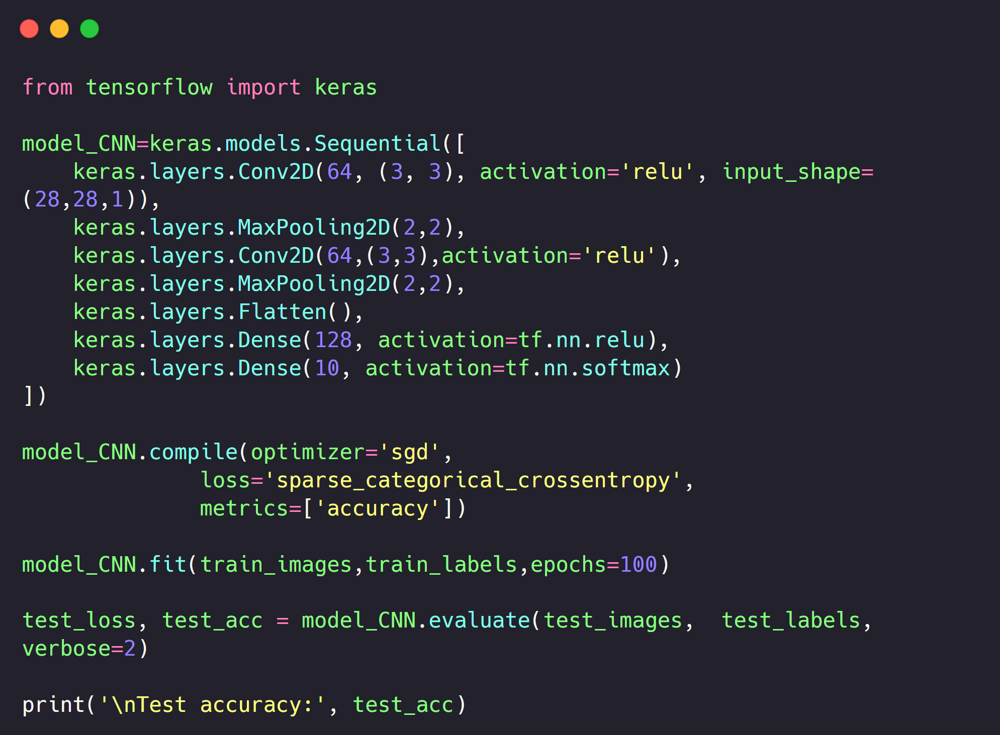 from tensorflow import keras

model_CNN=keras.models.Sequential([
    keras.layers.Conv2D(64, (3, 3), activation='relu', input_shape=
(28,28,1)),
    keras.layers.MaxPooling2D(2,2),
    keras.layers.Conv2D(64,(3,3),activation='relu'),
    keras.layers.MaxPooling2D(2,2),
    keras.layers.Flatten(),
    keras.layers.Dense(128, activation=tf.nn.relu),
    keras.layers.Dense(10, activation=tf.nn.softmax)
])

model_CNN.compile(optimizer='sgd',
              loss='sparse_categorical_crossentropy',
              metrics=['accuracy'])

model_CNN.fit(train_images,train_labels,epochs=100)

test_loss, test_acc = model_CNN.evaluate(test_images,  test_labels,
verbose=2)

print('\nTest accuracy:', test_acc)